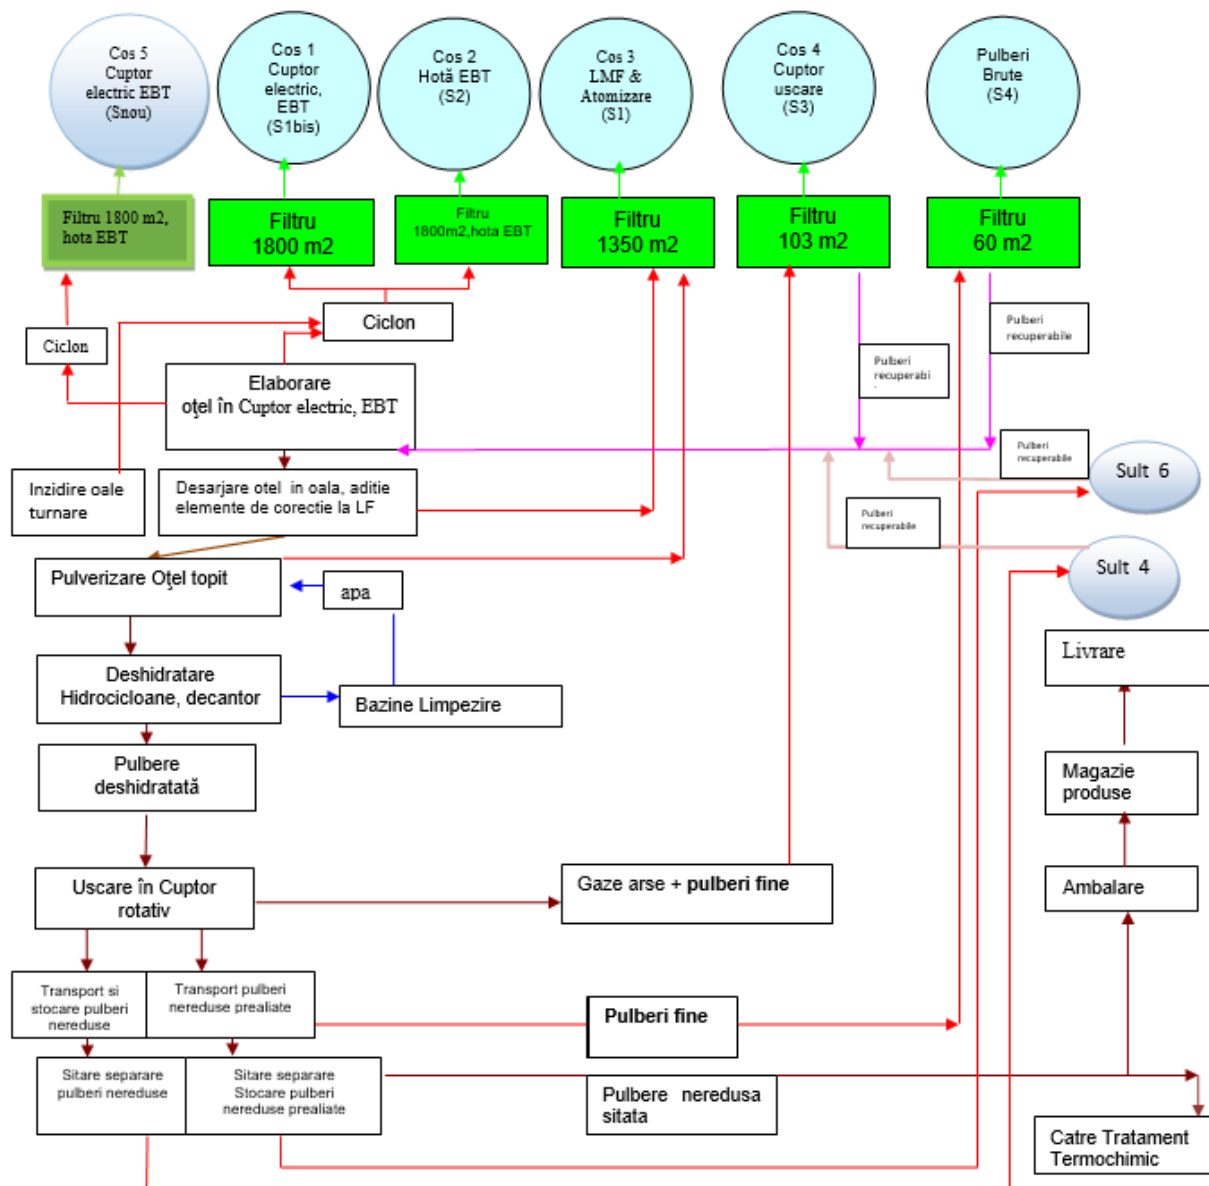 Cos 5
Cuptor
electric EBT
(Snou)
Cos 1
Cuptor
electric,
EBT
(S1bis)
Cos 2
Hotă EBT
(S2)
Cos 3
LMF &
Atomizare
(S1)
Cos 4
Cuptor
uscare
(S3)
Pulberi
Brute
(S4)
Filtru 1800 m2,
hota EBT
Filtru
1800 m2
Filtru
1800m2,hota EBT
Filtru
1350 m2
Filtru
103 m2
Filtru
60 m2
Ciclon
Ciclon
Pulberi
recuperabile
Pulberi
recuperabi
Elaborare
oţel în Cuptor electric, EBT
Pulberi
recuperabile
Sult 6
Inzidire oale
turnare
Desarjare otel in oala, aditie
elemente de corectie la LF
Pulberi
recuperabile
Sult 4
Pulverizare Oţel topit
apa
Livrare
Deshidratare
Hidrocicloane, decantor
Bazine Limpezire
Pulbere
deshidratată
Magazie
produse
Uscare în Cuptor
rotativ
Gaze arse + pulberi fine
Ambalare
Transport si
stocare pulberi
nereduse
Transport pulberi
nereduse prealiate
Pulberi fine
Sitare separare
pulberi nereduse
Sitare separare
Stocare pulberi
nereduse prealiate
Pulbere neredusa
sitata
Catre Tratament
Termochimic